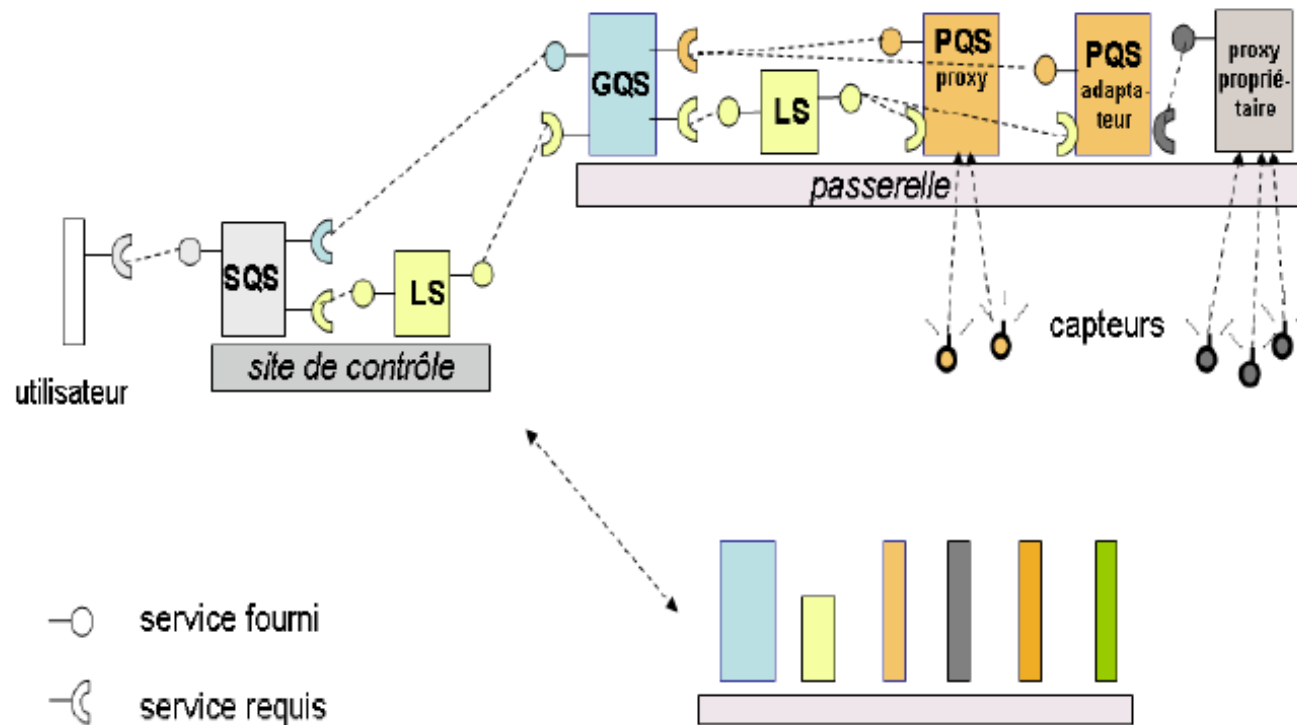 GQS
LS
PQS
proxy
PQS
adapta-
teur
proxy
proprié-
taire
passerelle
SQS
LS
site de contrôle
utilisateur
capteurs
service fourni
service requis